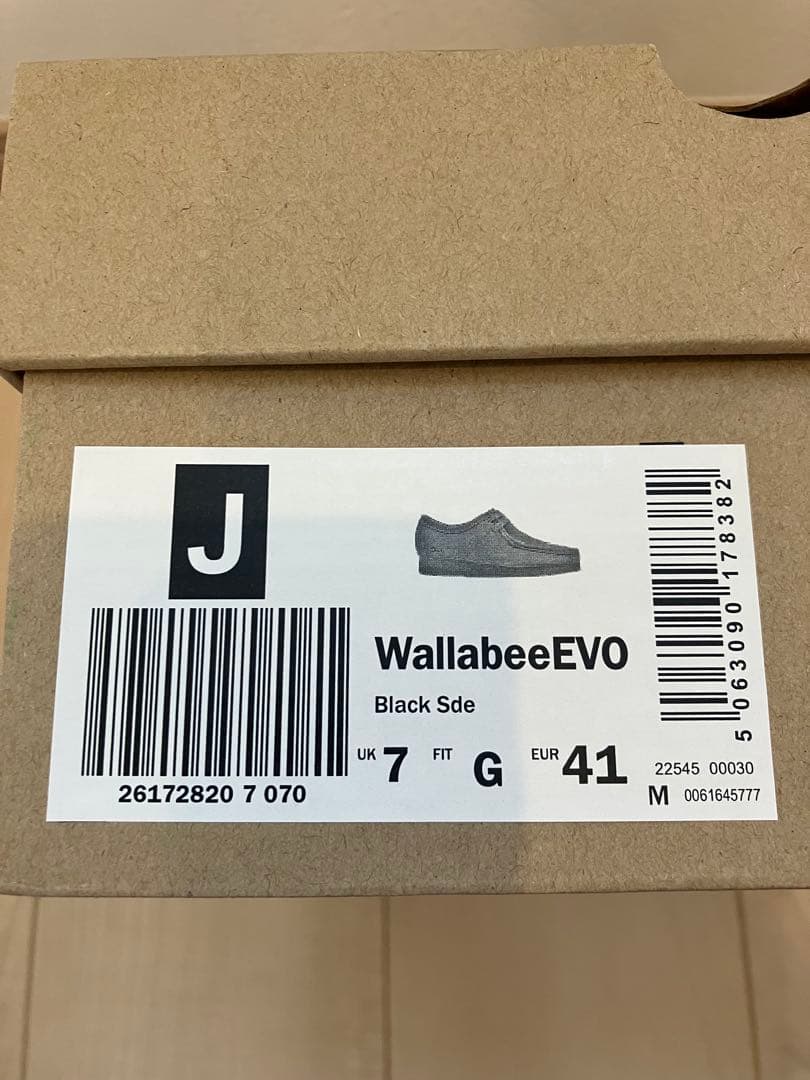 J
26172820 7 070
WallabeeEVO
Black Sde
UK 7 FIT G EUR 41
5 063090 178382
22545 00030
M 0061645777